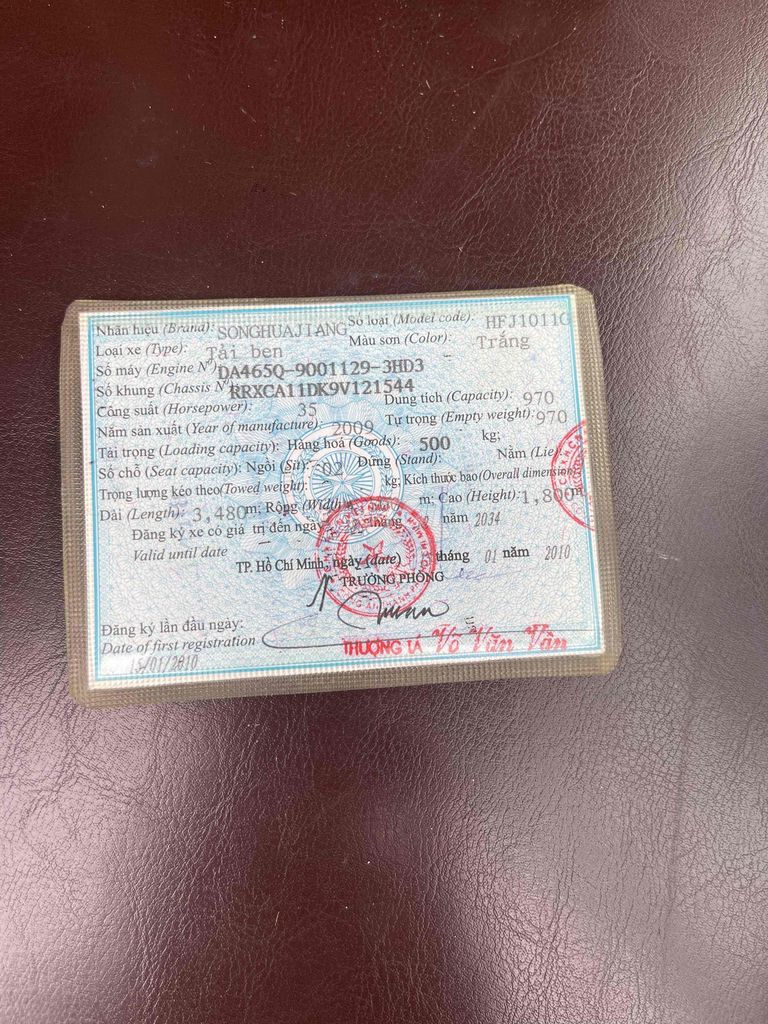 Nhãn hiệu (Brand): SONGHUAJIANG Số loại (Model code): HFJ1011G
Loại xe (Type): Tải ben Màu sơn (Color): Trắng
Số máy (Engine N°) DA465Q-9001129-3HD3
Số khung (Chassis N°) RRXCA11DK9V121544
Công suất (Horsepower): 35 Dung tích (Capacity): 970
Năm sản xuất (Year of manufacture): 2009 Tự trọng (Empty weight): 970
Tải trọng (Loading capacity): Hàng hoá (Goods): 500 kg;
Số chỗ (Seat capacity): Ngồi (Sit): 02 Đứng (Stand): Nằm (Lie)
Trọng lượng kéo theo (Towed weight): kg; Kích thước bao (Overall dimension)
Dài (Length): 3,480m; Rộng (Width) m; Cao (Height): 1,800m
Đăng ký xe có giá trị đến ngày tháng năm 2034
Valid until date
TP. Hồ Chí Minh, ngày (date) tháng 01 năm 2010
TRƯỞNG PHÒNG
Đăng ký lần đầu ngày:
Date of first registration
15/01/2010
THƯỢNG TÁ Võ Văn Vân